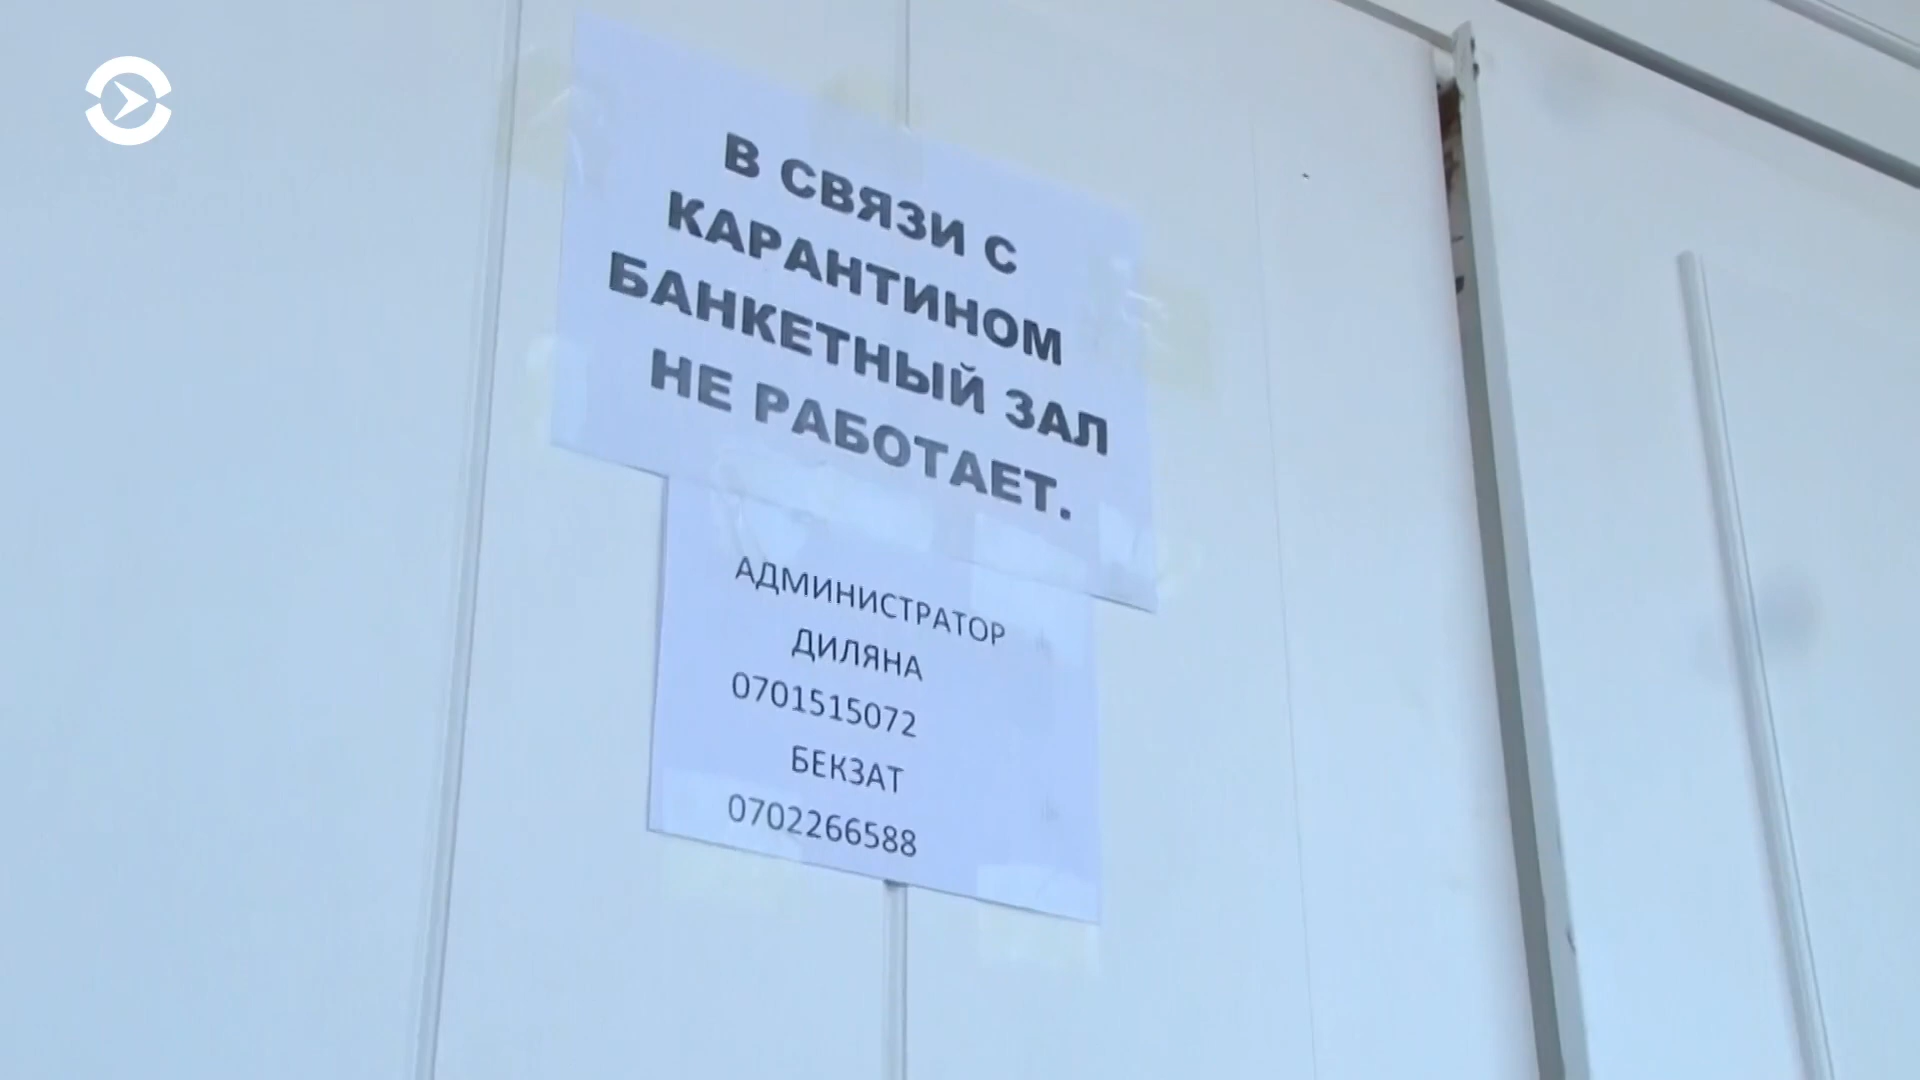 В СВЯЗИ С
КАРАНТИНОМ
БАНКЕТНЫЙ ЗАЛ
НЕ РАБОТАЕТ.
АДМИНИСТРАТОР
ДИЛЯНА
0701515072
БЕКЗАТ
0702266588